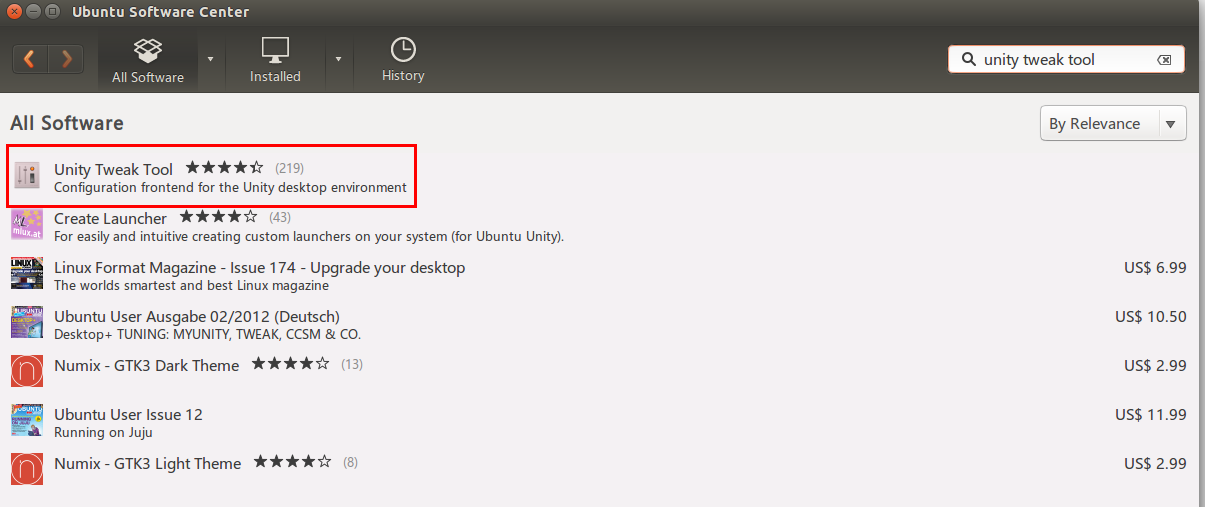 Ubuntu Software Center
All Software
Installed
History
unity tweak tool
All Software
By Relevance
Unity Tweak Tool (219)
Configuration frontend for the Unity desktop environment
ML
miux.at
Create Launcher (43)
For easily and intuitive creating custom launchers on your system (for Ubuntu Unity).
LINUX
Linux Format Magazine - Issue 174 - Upgrade your desktop US$ 6.99
The worlds smartest and best Linux magazine
UBUNTU
Ubuntu User Ausgabe 02/2012 (Deutsch) US$ 10.50
Desktop+ TUNING: MYUNITY, TWEAK, CCSM & CO.
n
Numix - GTK3 Dark Theme (13) US$ 2.99
UBUNTU
RUNNING ON JUJU
Ubuntu User Issue 12 US$ 11.99
Running on Juju
n
Numix - GTK3 Light Theme (8) US$ 2.99